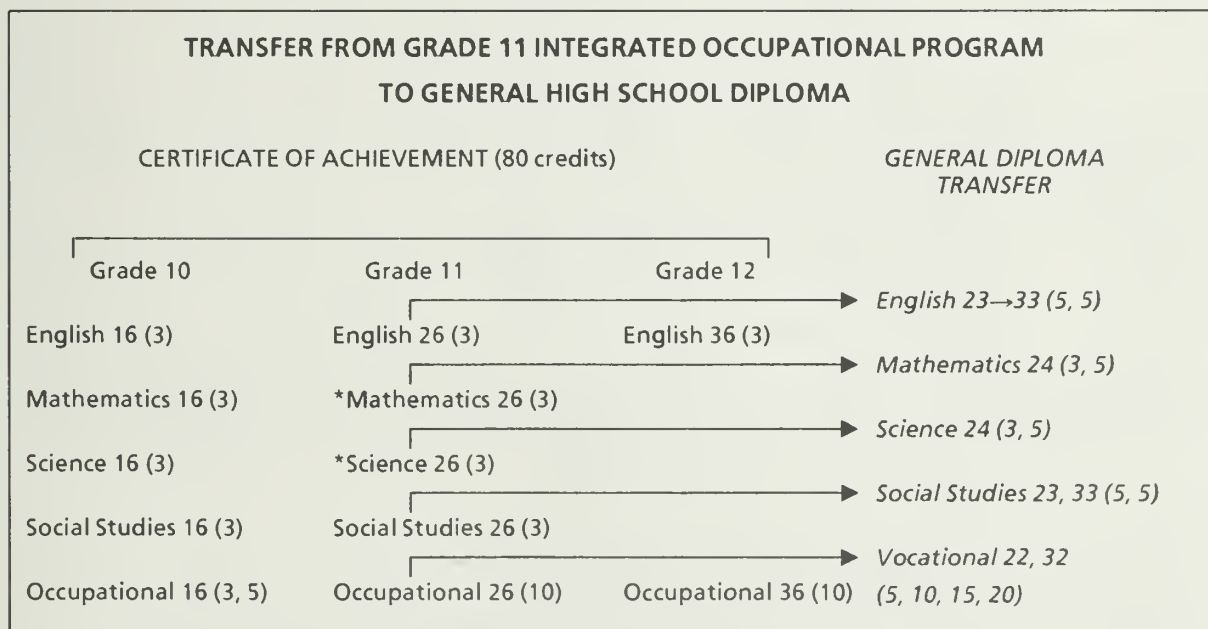 TRANSFER FROM GRADE 11 INTEGRATED OCCUPATIONAL PROGRAM
TO GENERAL HIGH SCHOOL DIPLOMA
CERTIFICATE OF ACHIEVEMENT (80 credits)
GENERAL DIPLOMA
TRANSFER
Grade 10 Grade 11 Grade 12
English 23→33 (5, 5)
English 16 (3) English 26 (3) English 36 (3)
Mathematics 24 (3, 5)
Mathematics 16 (3) *Mathematics 26 (3)
Science 24 (3, 5)
Science 16 (3) *Science 26 (3)
Social Studies 23, 33 (5, 5)
Social Studies 16 (3) Social Studies 26 (3)
Vocational 22, 32
Occupational 16 (3, 5) Occupational 26 (10) Occupational 36 (10) (5, 10, 15, 20)